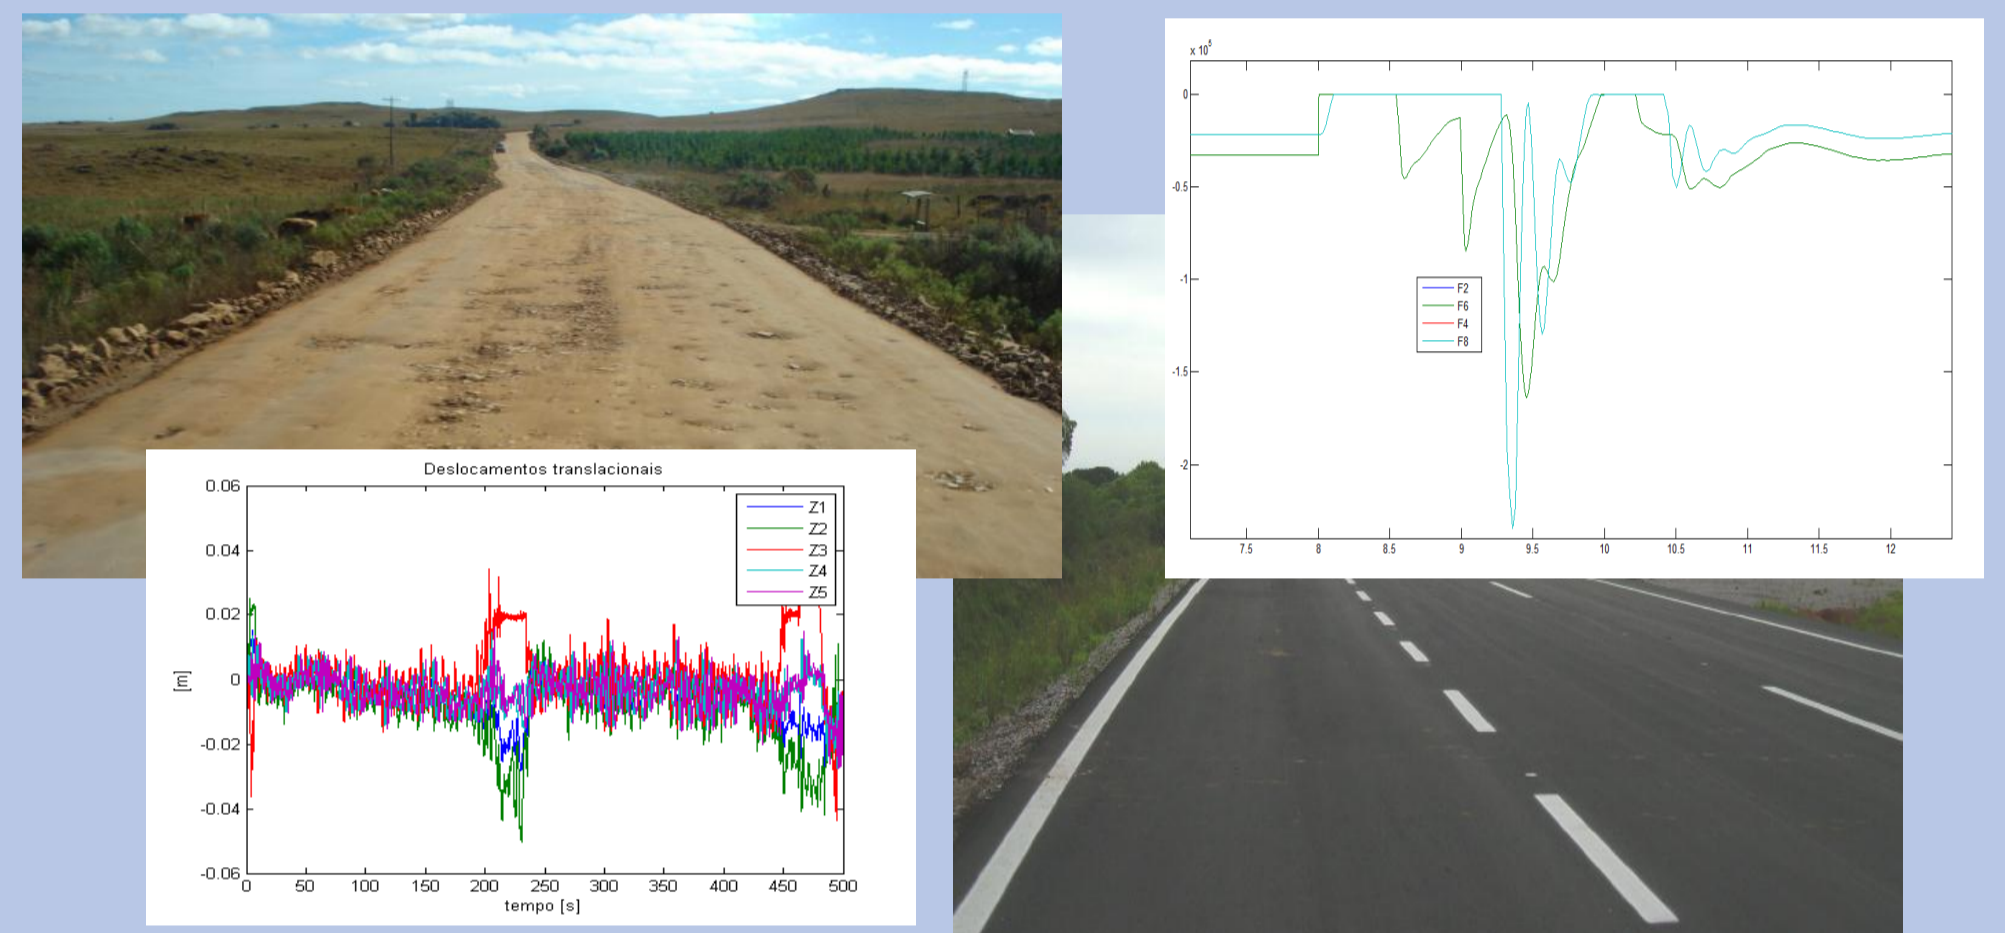 x 10⁵
0
-0.5
-1
-1.5
-2
F2
F6
F4
F8
7.5 8 8.5 9 9.5 10 10.5 11 11.5 12
Deslocamentos translacionais
0.06
0.04
0.02
0
-0.02
-0.04
-0.06
[m]
Z1
Z2
Z3
Z4
Z5
0 50 100 150 200 250 300 350 400 450 500
tempo [s]